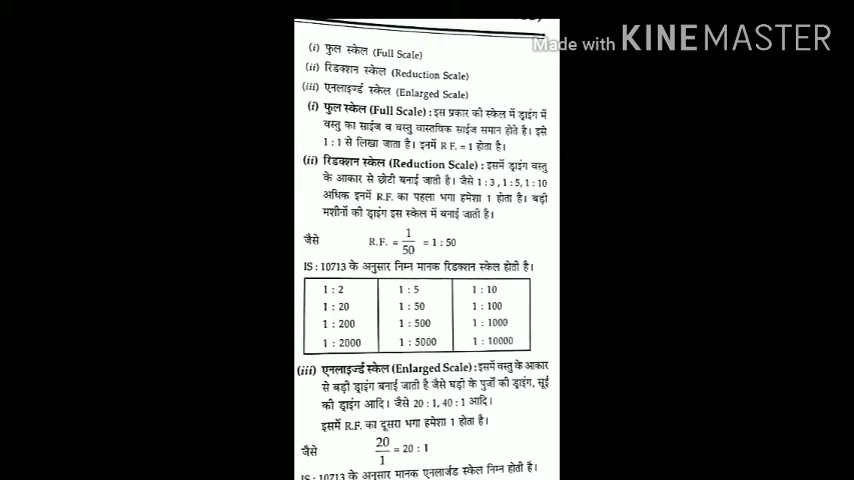 Made with KINEMASTER
(i) फुल स्केल (Full Scale)
(ii) रिडक्शन स्केल (Reduction Scale)
(iii) एनलाइर्ज्ड स्केल (Enlarged Scale)
(i) फुल स्केल (Full Scale) : इस प्रकार की स्केल में ड्राइंग में
वस्तु का साईज व वस्तु वास्तविक साईज समान होते है। इसे
1 : 1 से लिखा जाता है। इनमें R.F. = 1 होता है।
(ii) रिडक्शन स्केल (Reduction Scale) : इसमें ड्राइंग वस्तु
के आकार से छोटी बनाई जाती है। जैसे 1 : 3 , 1 : 5, 1 : 10
अधिक इनमें R.F. का पहला भगा हमेशा 1 होता है। बड़ी
मशीनों की ड्राइंग इस स्केल में बनाई जाती है।
जैसे R.F. = 1/50 = 1 : 50
IS : 10713 के अनुसार निम्न मानक रिडक्शन स्केल होती है।
1 : 2 1 : 5 1 : 10
1 : 20 1 : 50 1 : 100
1 : 200 1 : 500 1 : 1000
1 : 2000 1 : 5000 1 : 10000
(iii) एनलाइर्ज्ड स्केल (Enlarged Scale) : इसमें वस्तु के आकार
से बड़ी ड्राइंग बनाई जाती है जैसे घड़ी के पुर्जो की ड्राइंग, सूई
की ड्राइंग आदि। जैसे 20 : 1, 40 : 1 आदि।
इसमें R.F. का दूसरा भगा हमेशा 1 होता है।
जैसे 20/1 = 20 : 1
IS : 10713 के अनुसार मानक एनलार्जड स्केल निम्न होती है।